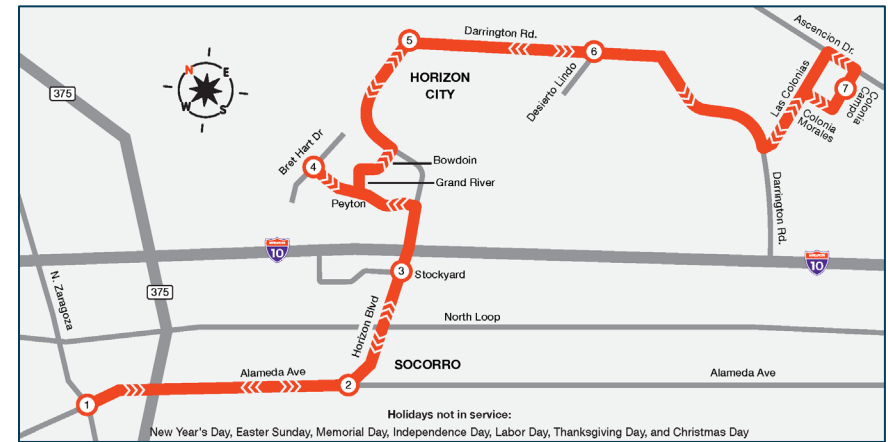 Darrington Rd.
Ascencion Dr.
5
6
N
E
W
S
375
HORIZON
CITY
Desierto Lindo
Las Colonias
7
Colonia
Campo
Colonia
Morales
Bret Hart Dr
4
Bowdoin
Grand River
Peyton
Darrington Rd.
10
10
3
Stockyard
N. Zaragoza
375
Horizon Blvd
North Loop
SOCORRO
Alameda Ave
2
Alameda Ave
1
Holidays not in service:
New Year's Day, Easter Sunday, Memorial Day, Independence Day, Labor Day, Thanksgiving Day, and Christmas Day